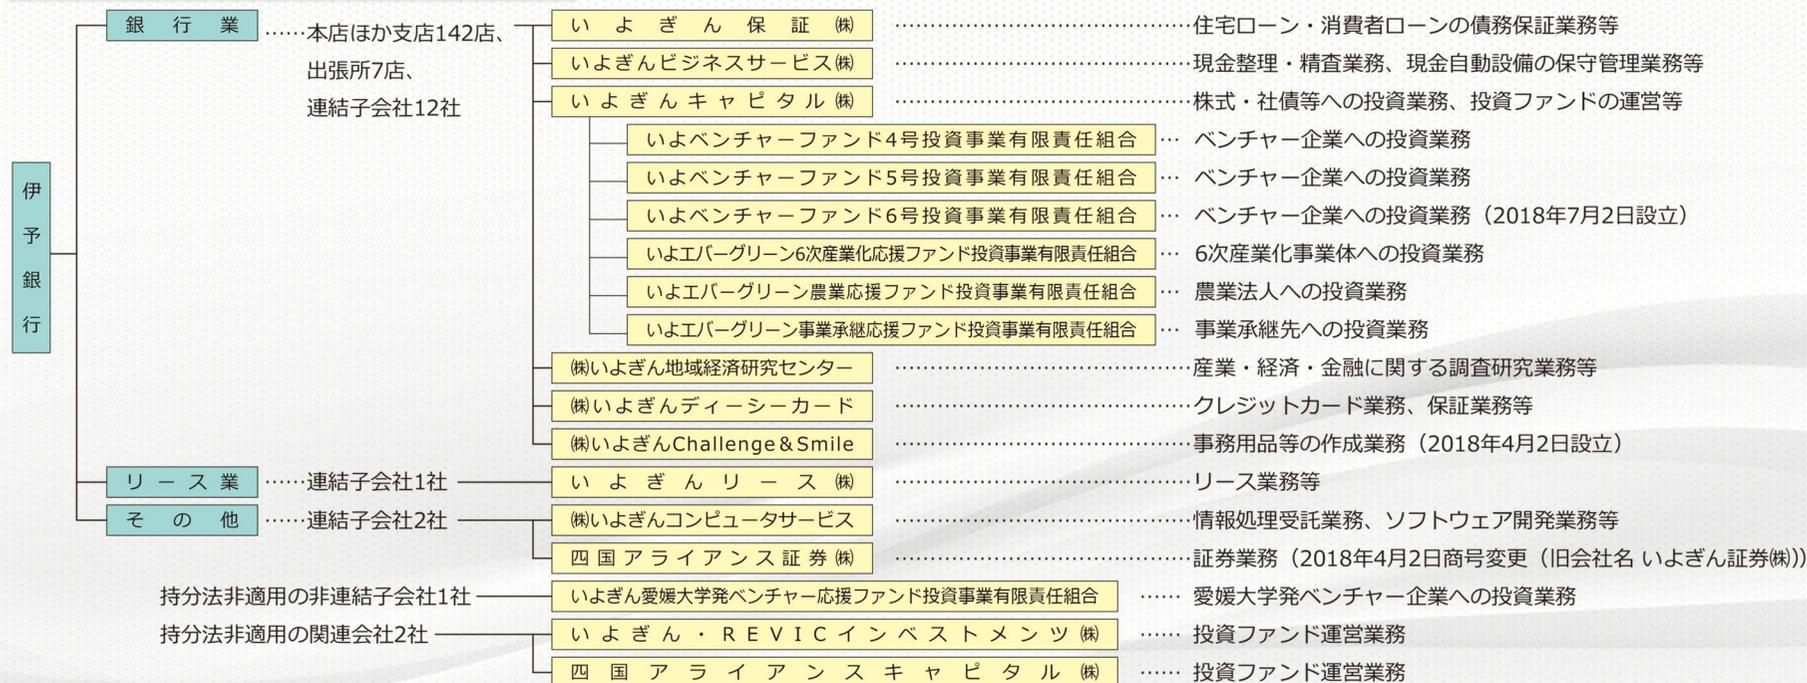 銀行業……本店ほか支店142店、
出張所7店、
連結子会社12社
いよぎん保証㈱……住宅ローン・消費者ローンの債務保証業務等
いよぎんビジネスサービス㈱……現金整理・精査業務、現金自動設備の保守管理業務等
いよぎんキャピタル㈱……株式・社債等への投資業務、投資ファンドの運営等
いよベンチャーファンド4号投資事業有限責任組合… ベンチャー企業への投資業務
いよベンチャーファンド5号投資事業有限責任組合… ベンチャー企業への投資業務
いよベンチャーファンド6号投資事業有限責任組合… ベンチャー企業への投資業務（2018年7月2日設立）
いよエバーグリーン6次産業化応援ファンド投資事業有限責任組合… 6次産業化事業体への投資業務
いよエバーグリーン農業応援ファンド投資事業有限責任組合… 農業法人への投資業務
いよエバーグリーン事業承継応援ファンド投資事業有限責任組合… 事業承継先への投資業務
㈱いよぎん地域経済研究センター……産業・経済・金融に関する調査研究業務等
㈱いよぎんディーシーカード……クレジットカード業務、保証業務等
㈱いよぎんChallenge＆Smile……事務用品等の作成業務（2018年4月2日設立）
伊予銀行
リース業……連結子会社1社
いよぎんリース㈱……リース業務等
その他……連結子会社2社
㈱いよぎんコンピュータサービス……情報処理受託業務、ソフトウェア開発業務等
四国アライアンス証券㈱……証券業務（2018年4月2日商号変更（旧会社名 いよぎん証券㈱））
持分法非適用の非連結子会社1社
いよぎん愛媛大学発ベンチャー応援ファンド投資事業有限責任組合……愛媛大学発ベンチャー企業への投資業務
持分法非適用の関連会社2社
いよぎん・REVICインベストメンツ㈱……投資ファンド運営業務
四国アライアンスキャピタル㈱……投資ファンド運営業務